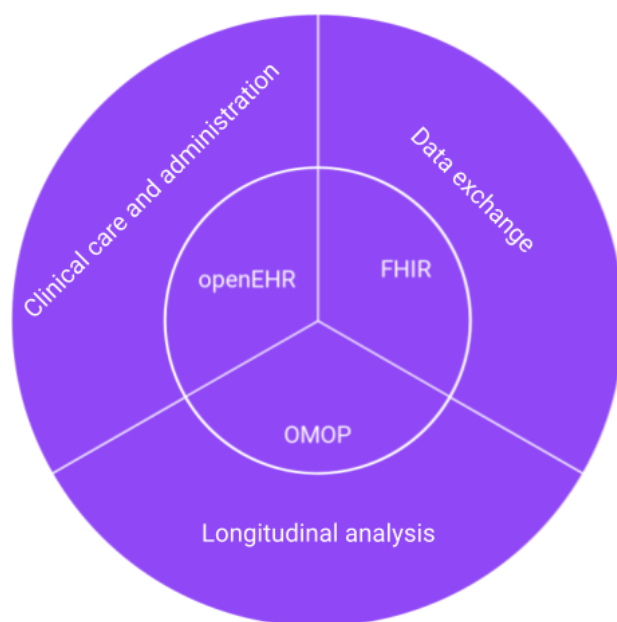 Clinical care and administration
Data exchange
openEHR
FHIR
OMOP
Longitudinal analysis